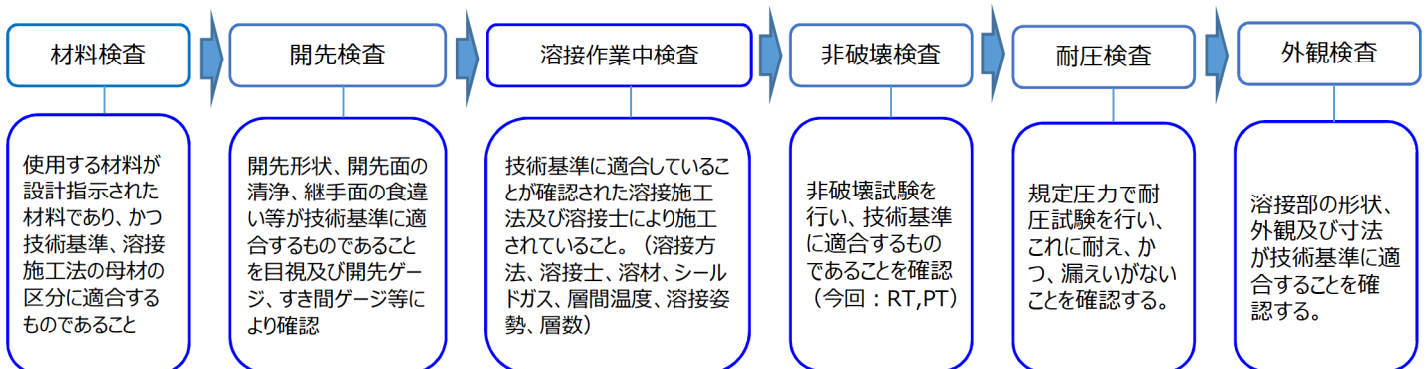 材料検査
開先検査
溶接作業中検査
非破壊検査
耐圧検査
外観検査
使用する材料が
設計指示された
材料であり、かつ
技術基準、溶接
施工法の母材の
区分に適合する
ものであること
開先形状、開先面の
清浄、継手面の食違
い等が技術基準に適
合するものであること
を目視及び開先ゲー
ジ、すき間ゲージ等に
より確認
技術基準に適合しているこ
とが確認された溶接施工
法及び溶接士により施工
されていること。（溶接方
法、溶接士、溶材、シール
ドガス、層間温度、溶接姿
勢、層数）
非破壊試験を
行い、技術基準
に適合するもの
であることを確認
（今回：RT,PT）
規定圧力で耐
圧試験を行い、
これに耐え、か
つ、漏えいがない
ことを確認する。
溶接部の形状、
外観及び寸法
が技術基準に適
合することを確
認する。